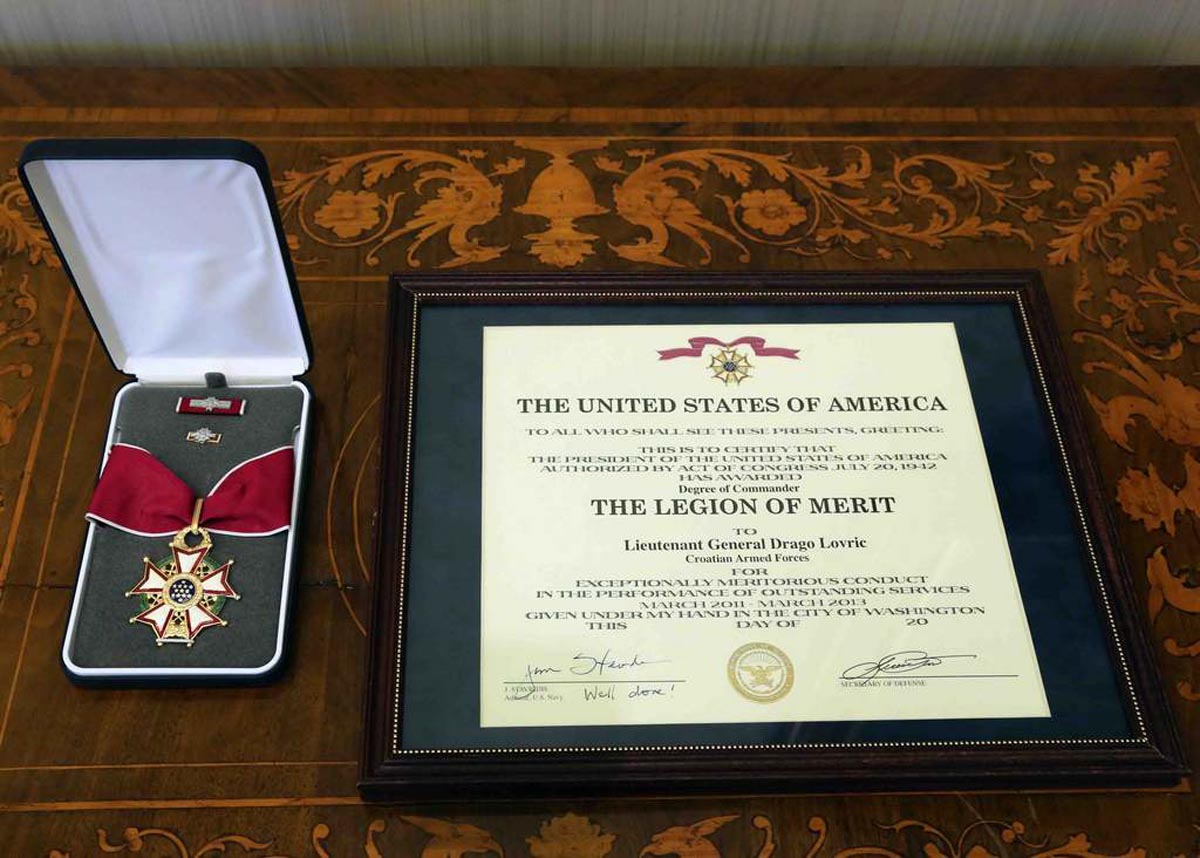 THE UNITED STATES OF AMERICA
TO ALL WHO SHALL SEE THESE PRESENTS, GREETING:
THIS IS TO CERTIFY THAT
THE PRESIDENT OF THE UNITED STATES OF AMERICA
AUTHORIZED BY ACT OF CONGRESS JULY 20, 1942
HAS AWARDED
Degree of Commander
THE LEGION OF MERIT
TO
Lieutenant General Drago Lovric
Croatian Armed Forces
FOR
EXCEPTIONALLY MERITORIOUS CONDUCT
IN THE PERFORMANCE OF OUTSTANDING SERVICES
MARCH 2011 - MARCH 2013
GIVEN UNDER MY HAND IN THE CITY OF WASHINGTON
THIS DAY OF 20
J. STAVRIDIS
Admiral, U.S. Navy
Well done!
SECRETARY OF DEFENSE